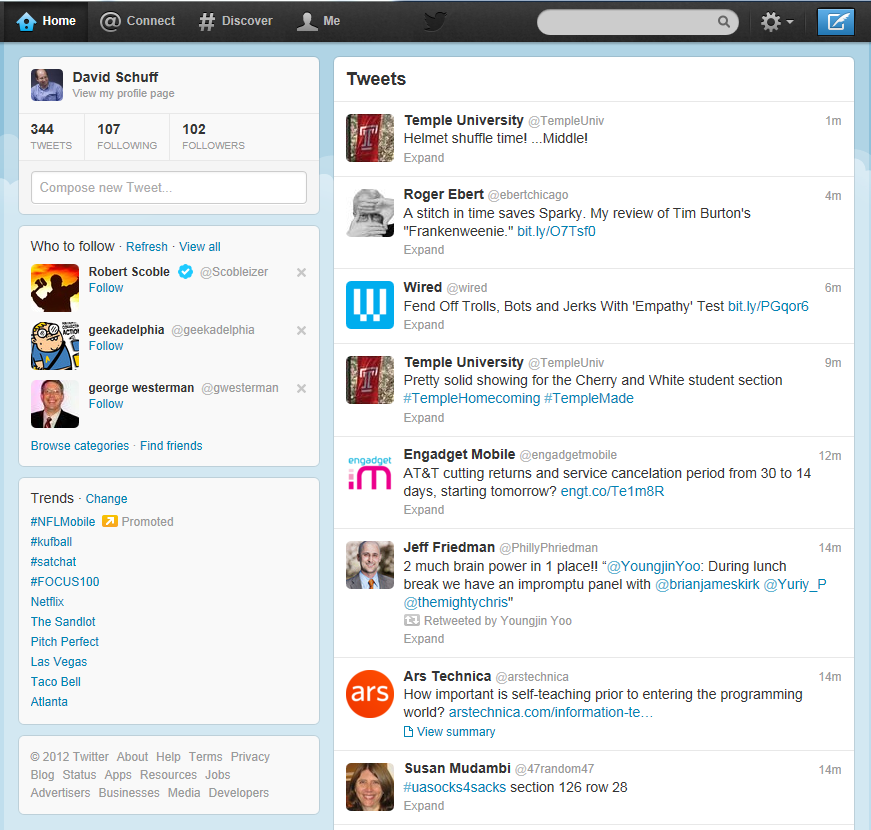 Home Connect Discover Me
David Schuff
View my profile page
344 107 102
TWEETS FOLLOWING FOLLOWERS
Compose new Tweet...
Who to follow · Refresh · View all
Robert Scoble @Scobleizer ×
Follow
geekadelphia @geekadelphia ×
Follow
george westerman @gwesterman ×
Follow
Browse categories · Find friends
Trends · Change
#NFLMobile Promoted
#kufball
#satchat
#FOCUS100
Netflix
The Sandlot
Pitch Perfect
Las Vegas
Taco Bell
Atlanta
© 2012 Twitter About Help Terms Privacy
Blog Status Apps Resources Jobs
Advertisers Businesses Media Developers
Tweets
Temple University @TempleUniv 1m
Helmet shuffle time! ...Middle!
Expand
Roger Ebert @ebertchicago 4m
A stitch in time saves Sparky. My review of Tim Burton's
"Frankenweenie." bit.ly/O7Tsf0
Expand
Wired @wired 6m
Fend Off Trolls, Bots and Jerks With 'Empathy' Test bit.ly/PGqor6
Expand
Temple University @TempleUniv 9m
Pretty solid showing for the Cherry and White student section
#TempleHomecoming #TempleMade
Expand
engadget
m
Engadget Mobile @engadgetmobile 12m
AT&T cutting returns and service cancelation period from 30 to 14
days, starting tomorrow? engt.co/Te1m8R
Expand
Jeff Friedman @PhillyPhriedman 14m
2 much brain power in 1 place!! “@YoungjinYoo: During lunch
break we have an impromptu panel with @brianjameskirk @Yuriy_P
@themightychris"
Retweeted by Youngjin Yoo
Expand
ars
Ars Technica @arstechnica 14m
How important is self-teaching prior to entering the programming
world? arstechnica.com/information-te…
View summary
Susan Mudambi @47random47 14m
#uasocks4sacks section 126 row 28
Expand